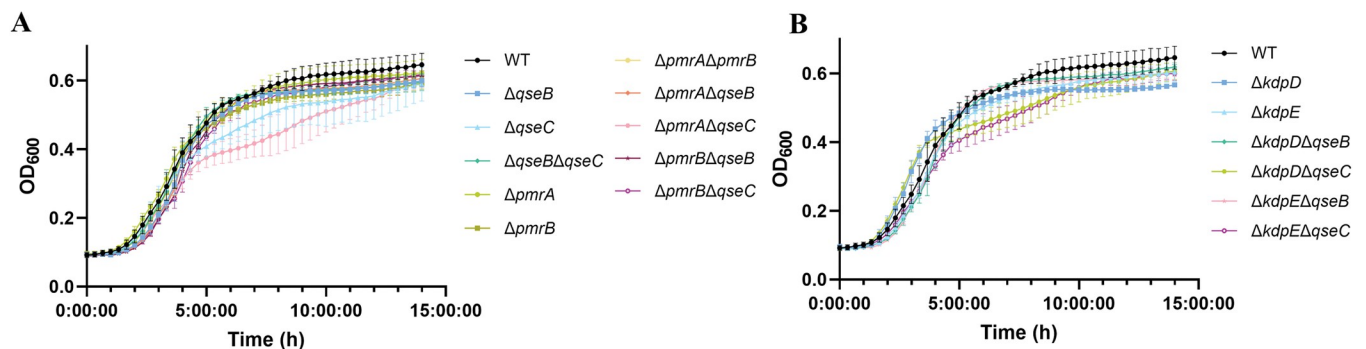 A
OD600
0.6
0.4
0.2
0.0
0:00:00
5:00:00
10:00:00
15:00:00
Time (h)
WT
ΔqseB
ΔqseC
ΔqseBΔqseC
ΔpmrA
ΔpmrB
ΔpmrAΔpmrB
ΔpmrAΔqseB
ΔpmrAΔqseC
ΔpmrBΔqseB
ΔpmrBΔqseC
B
OD600
0.6
0.4
0.2
0.0
0:00:00
5:00:00
10:00:00
15:00:00
Time (h)
WT
ΔkdpD
ΔkdpE
ΔkdpDΔqseB
ΔkdpDΔqseC
ΔkdpEΔqseB
ΔkdpEΔqseC